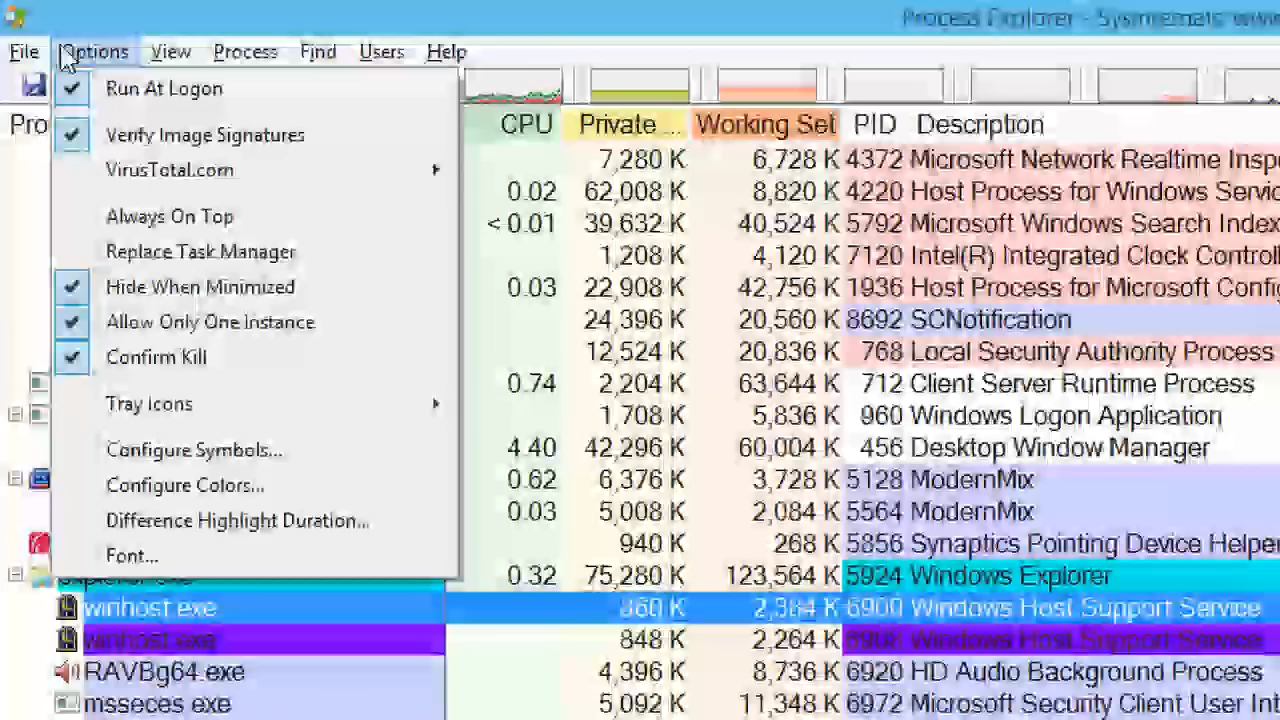 Process Explorer - Sysinternals: www
File Options View Process Find Users Help
Run At Logon
Verify Image Signatures
VirusTotal.com
Always On Top
Replace Task Manager
Hide When Minimized
Allow Only One Instance
Confirm Kill
Tray Icons
Configure Symbols...
Configure Colors...
Difference Highlight Duration...
Font...
Pro CPU Private ... Working Set PID Description
7,280 K 6,728 K 4372 Microsoft Network Realtime Insp
0.02 62,008 K 8,820 K 4220 Host Process for Windows Servic
< 0.01 39,632 K 40,524 K 5792 Microsoft Windows Search Index
1,208 K 4,120 K 7120 Intel(R) Integrated Clock Controll
0.03 22,908 K 42,756 K 1936 Host Process for Microsoft Config
24,396 K 20,560 K 8692 SCNotification
12,524 K 20,836 K 768 Local Security Authority Process
0.74 2,204 K 63,644 K 712 Client Server Runtime Process
1,708 K 5,836 K 960 Windows Logon Application
4.40 42,296 K 60,004 K 456 Desktop Window Manager
0.62 6,376 K 3,728 K 5128 ModernMix
0.03 5,008 K 2,084 K 5564 ModernMix
940 K 268 K 5856 Synaptics Pointing Device Helper
0.32 75,280 K 123,564 K 5924 Windows Explorer
winhost.exe 860 K 2,384 K 6900 Windows Host Support Service
winhost.exe 848 K 2,264 K 6908 Windows Host Support Service
RAVBg64.exe 4,396 K 8,736 K 6920 HD Audio Background Process
msseces.exe 5,092 K 11,348 K 6972 Microsoft Security Client User Int